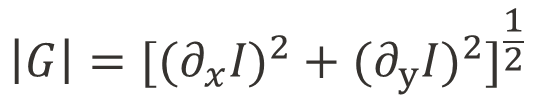 |G| = [(∂ₓI)² + (∂ᵧI)²]^½